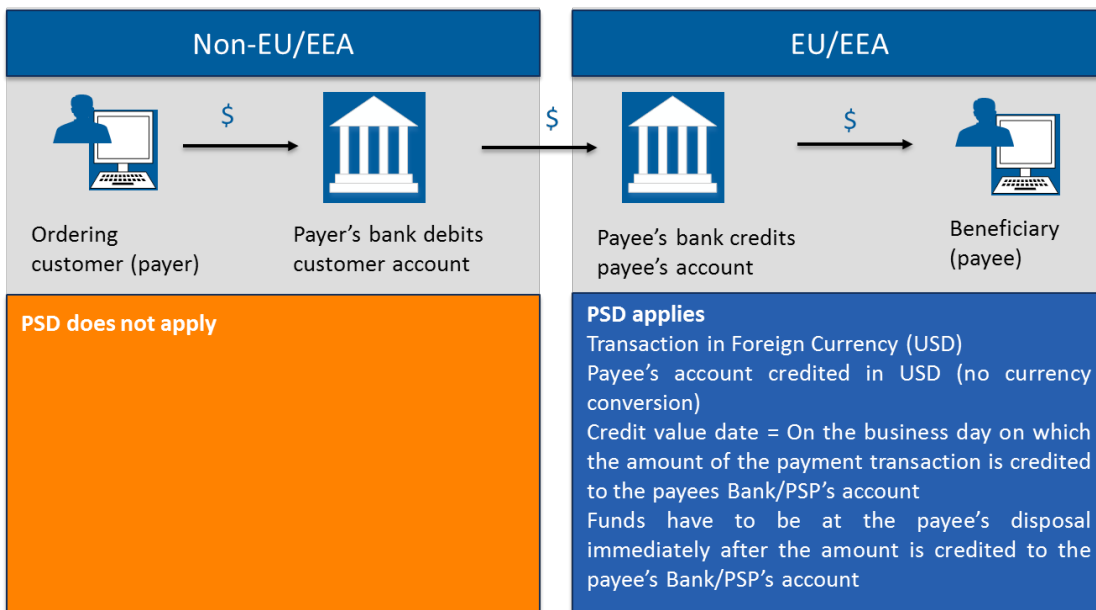 Non-EU/EEA
EU/EEA
$
$
$
Ordering
customer (payer)
Payer’s bank debits
customer account
Payee’s bank credits
payee’s account
Beneficiary
(payee)
PSD does not apply
PSD applies
Transaction in Foreign Currency (USD)
Payee’s account credited in USD (no currency
conversion)
Credit value date = On the business day on which
the amount of the payment transaction is credited
to the payees Bank/PSP’s account
Funds have to be at the payee’s disposal
immediately after the amount is credited to the
payee’s Bank/PSP’s account